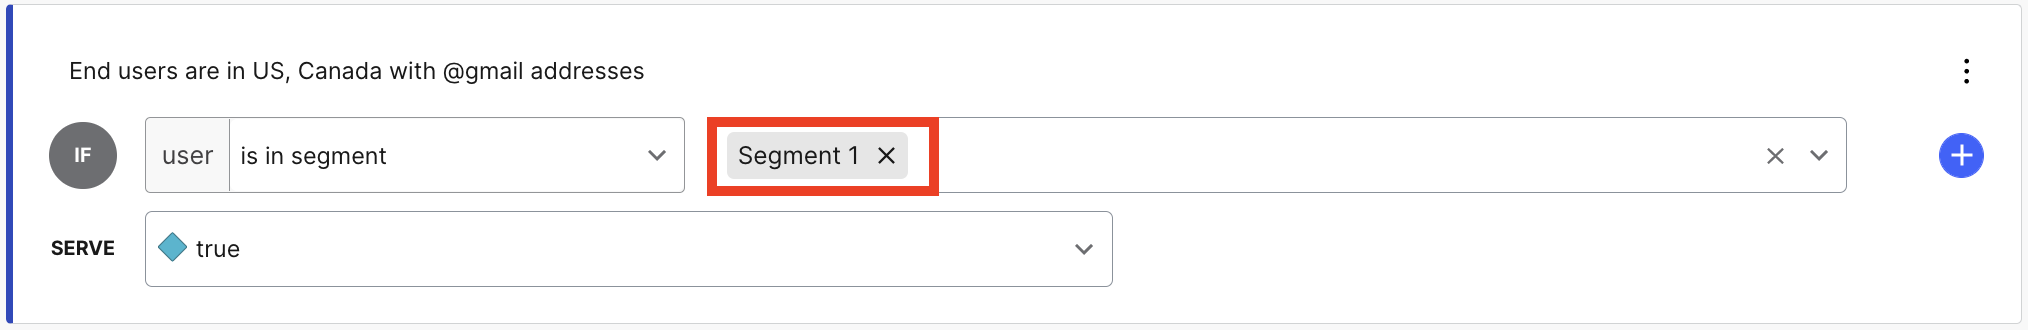 End users are in US, Canada with @gmail addresses
IF user is in segment Segment 1
SERVE true